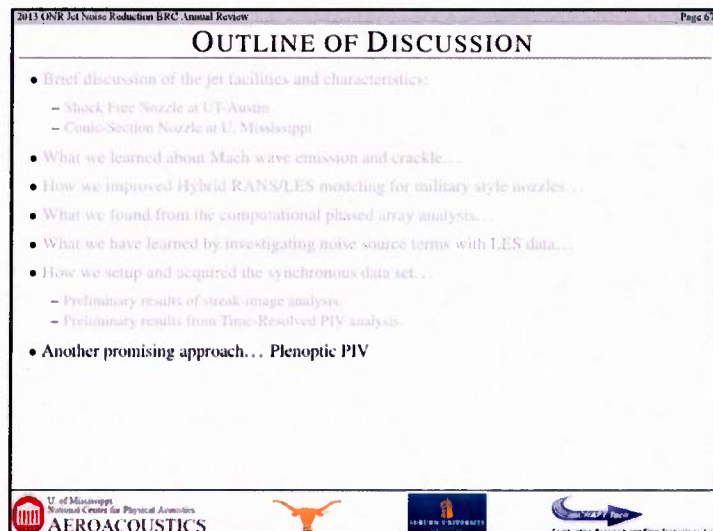 2013 ONR Jet Noise Reduction BRC Annual Review Page 67
OUTLINE OF DISCUSSION
• Brief discussion of the jet facilities and characteristics:
– Shock Free Nozzle at UT-Austin
– Conic-Section Nozzle at U. Mississippi
• What we learned about Mach wave emission and crackle…
• How we improved Hybrid RANS/LES modeling for military style nozzles…
• What we found from the computational phased array analysis…
• What we have learned by investigating noise source terms with LES data…
• How we setup and acquired the synchronous data set…
– Preliminary results of streak-image analysis.
– Preliminary results from Time-Resolved PIV analysis.
• Another promising approach… Plenoptic PIV
U. of Mississippi
National Center for Physical Acoustics
AEROACOUSTICS
AUBURN UNIVERSITY
CRAFT Tech